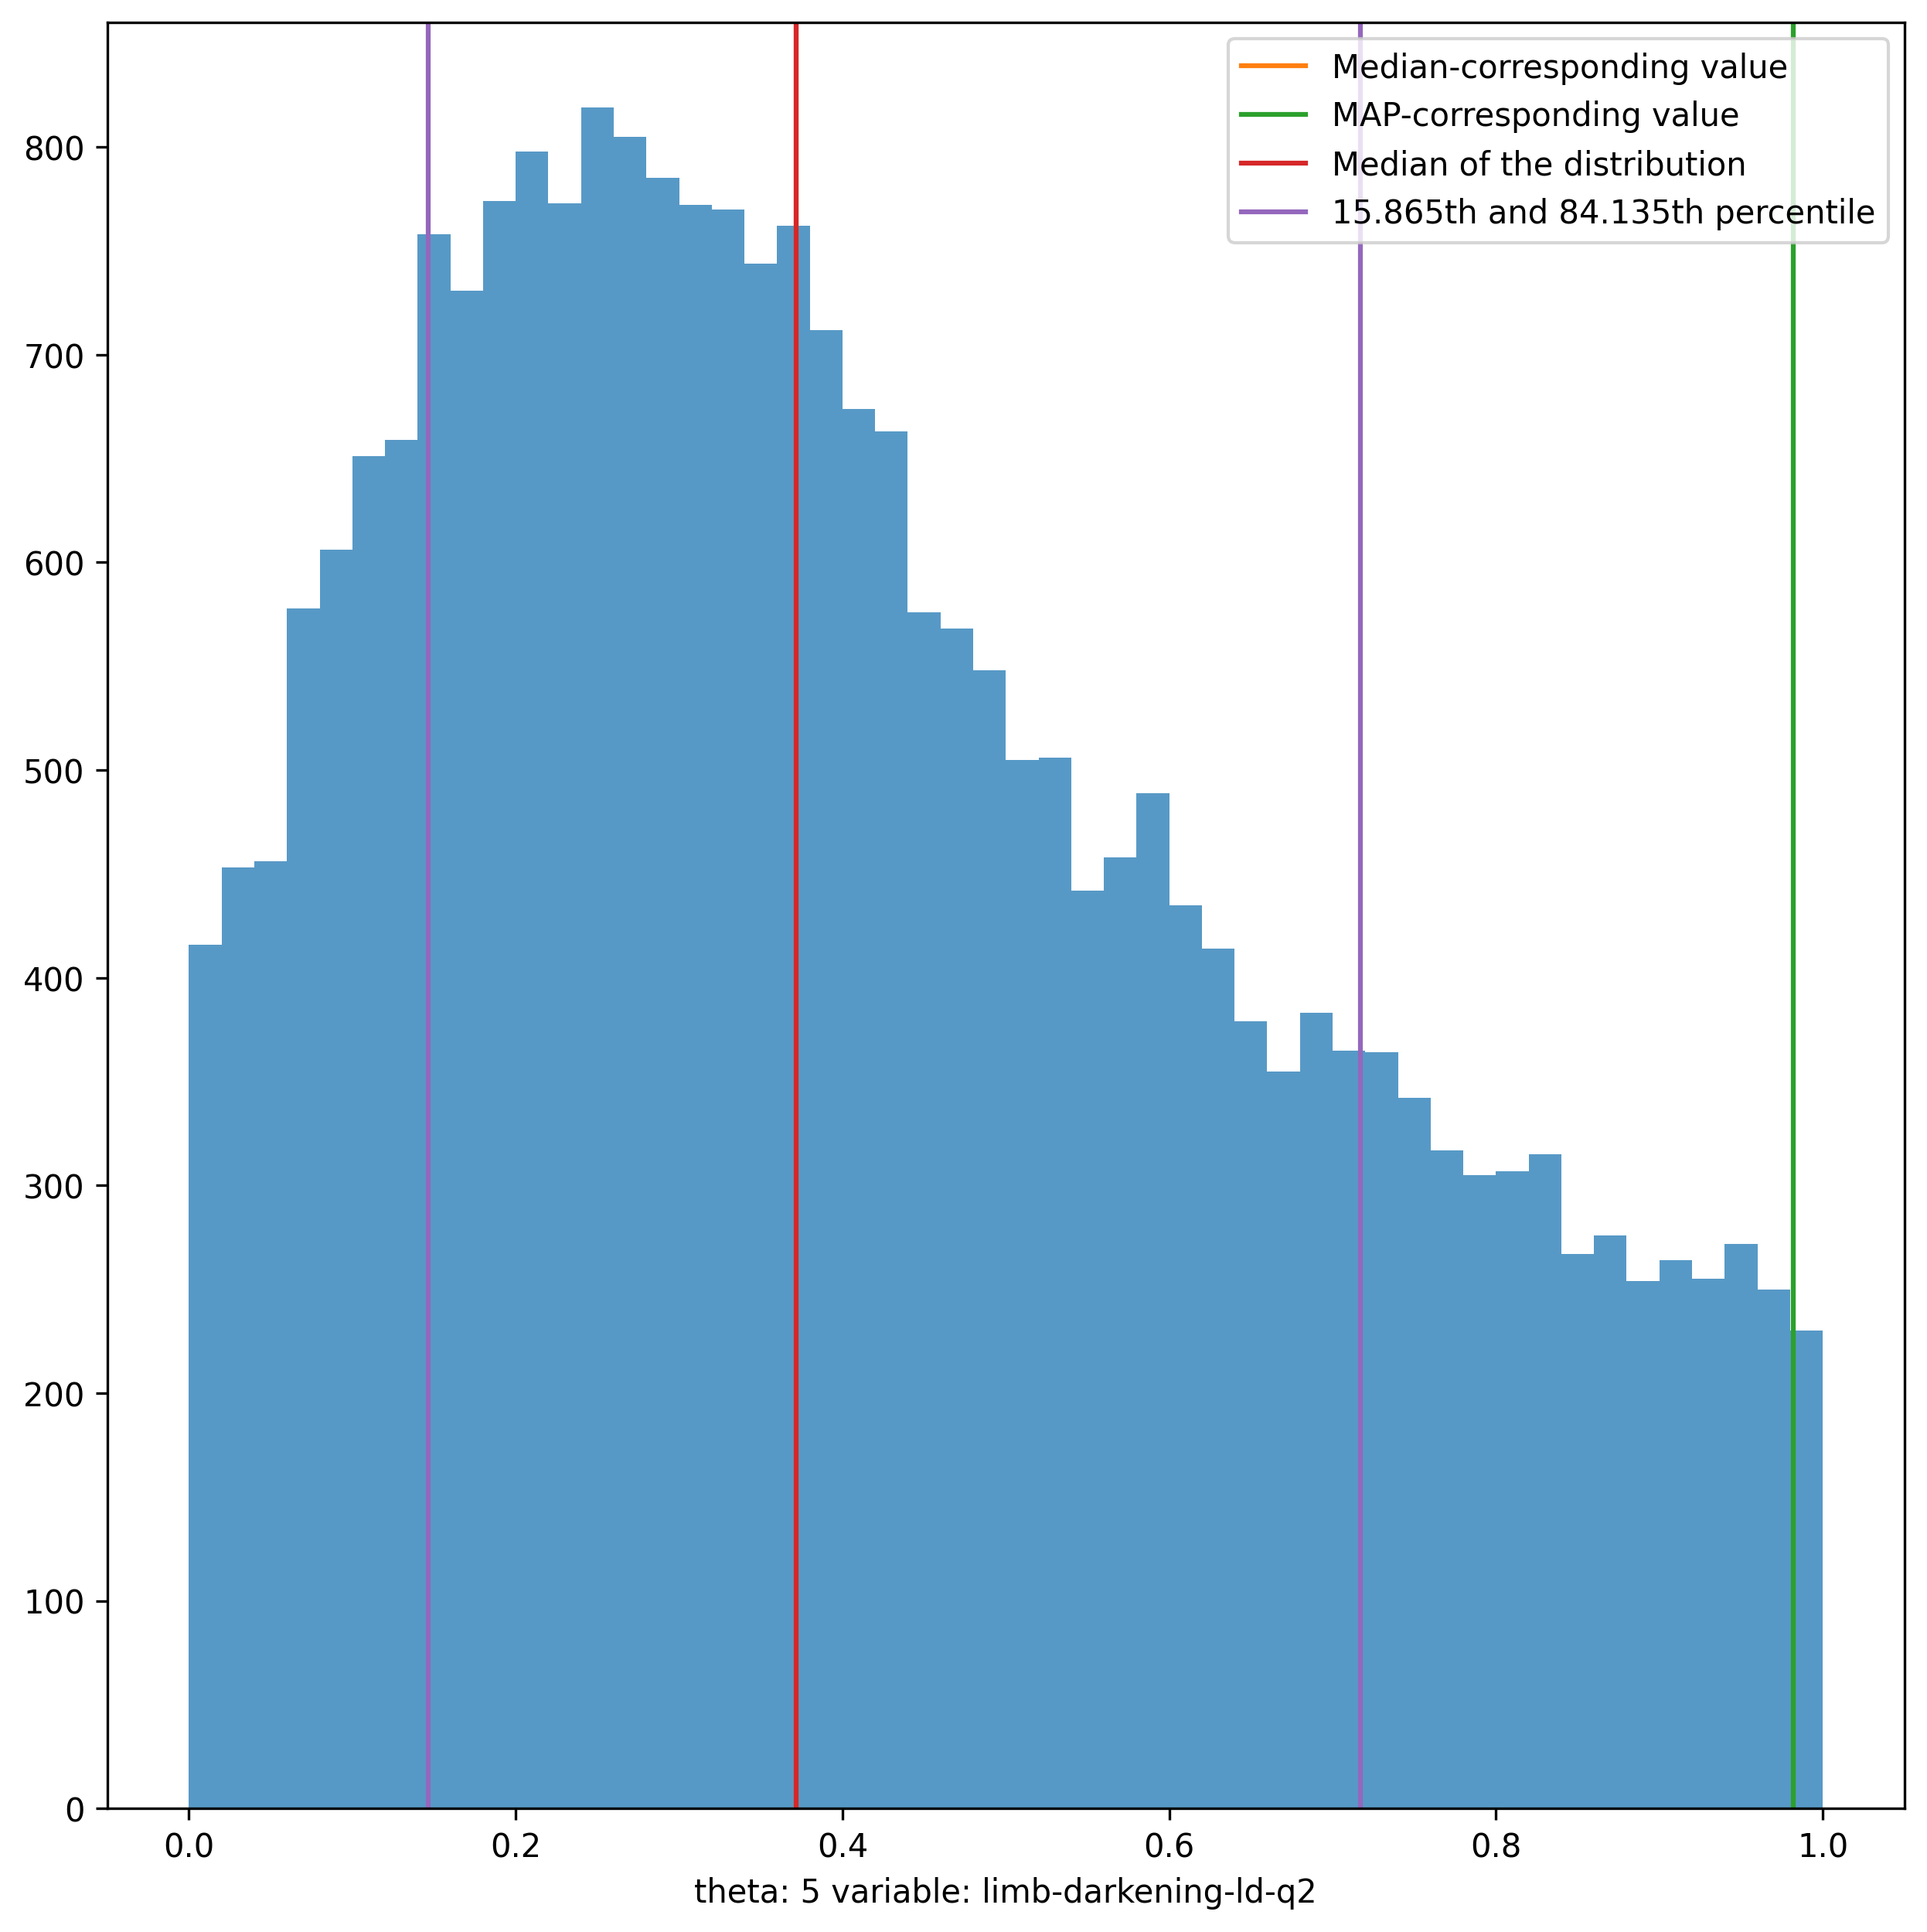 Median-corresponding value
MAP-corresponding value
Median of the distribution
15.865th and 84.135th percentile
800
700
600
500
400
300
200
100
0
0.0 0.2 0.4 0.6 0.8 1.0
theta: 5 variable: limb-darkening-ld-q2